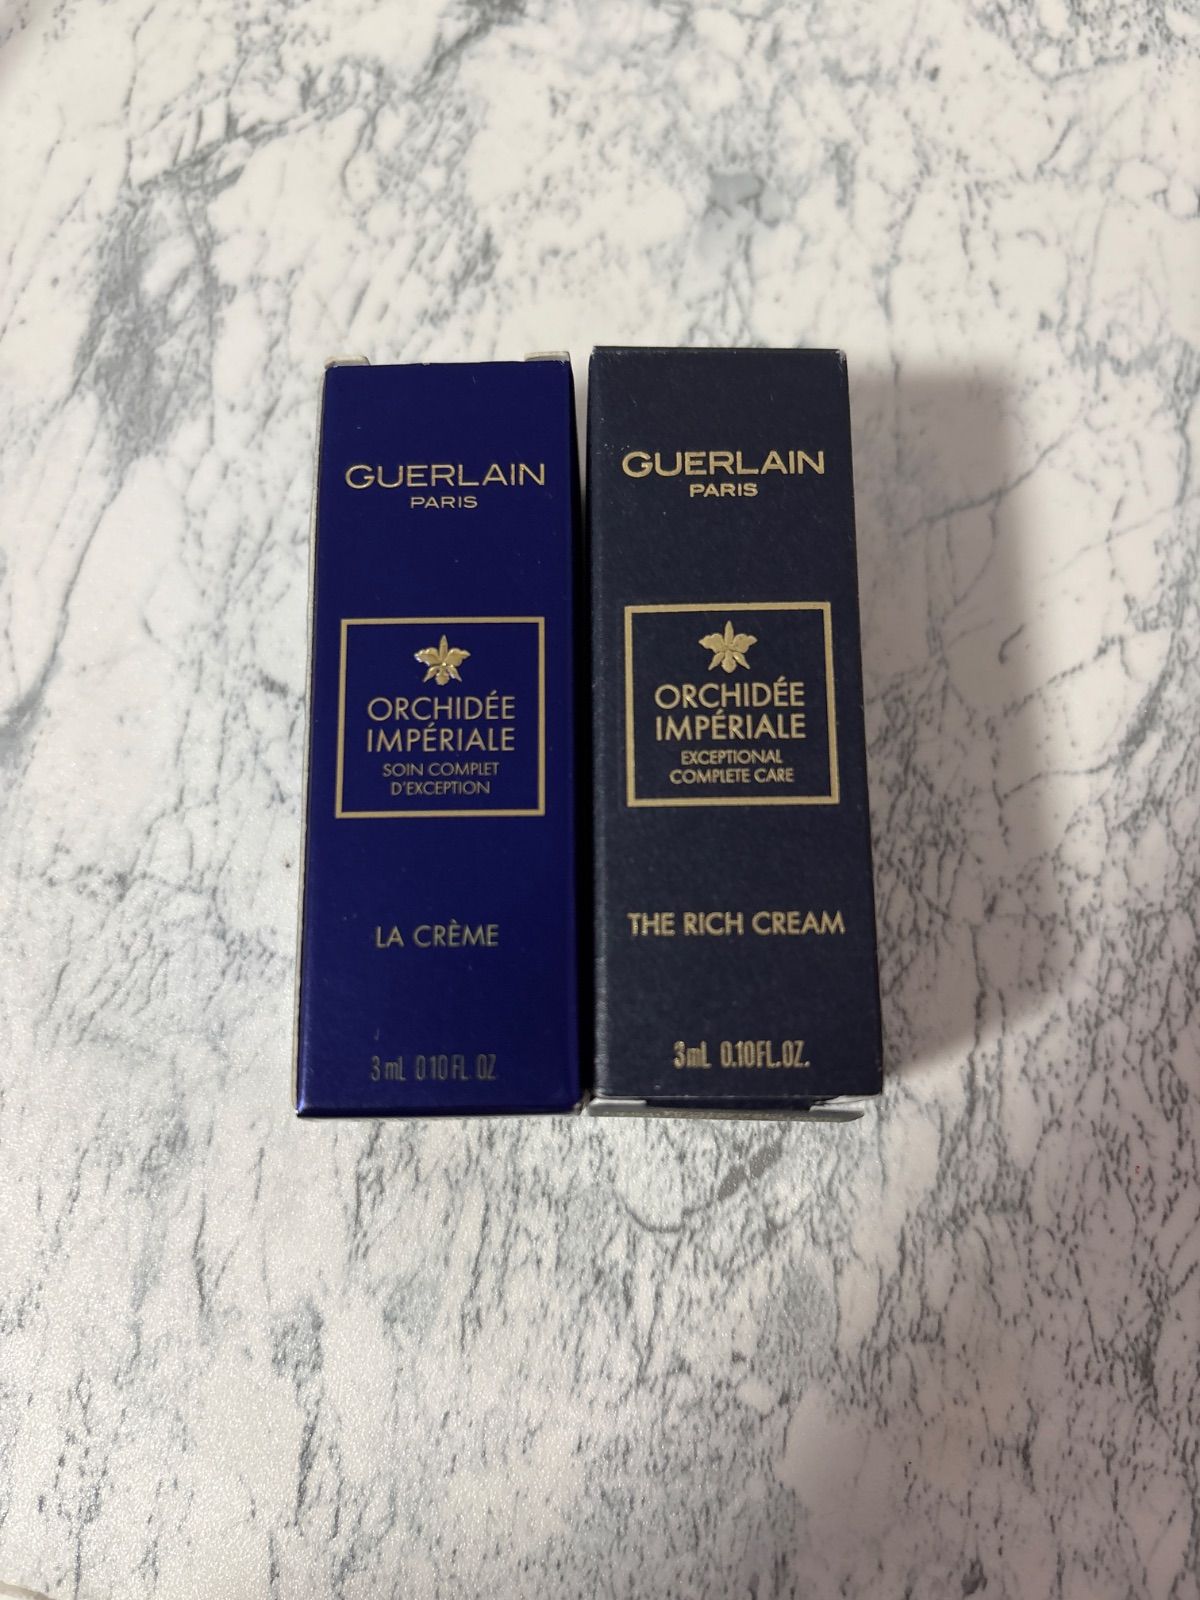 GUERLAIN
PARIS
ORCHIDÉE
IMPÉRIALE
SOIN COMPLET
D'EXCEPTION
LA CRÈME
3 mL 0.10 FL. OZ
GUERLAIN
PARIS
ORCHIDÉE
IMPÉRIALE
EXCEPTIONAL
COMPLETE CARE
THE RICH CREAM
3mL 0.10FL.OZ.